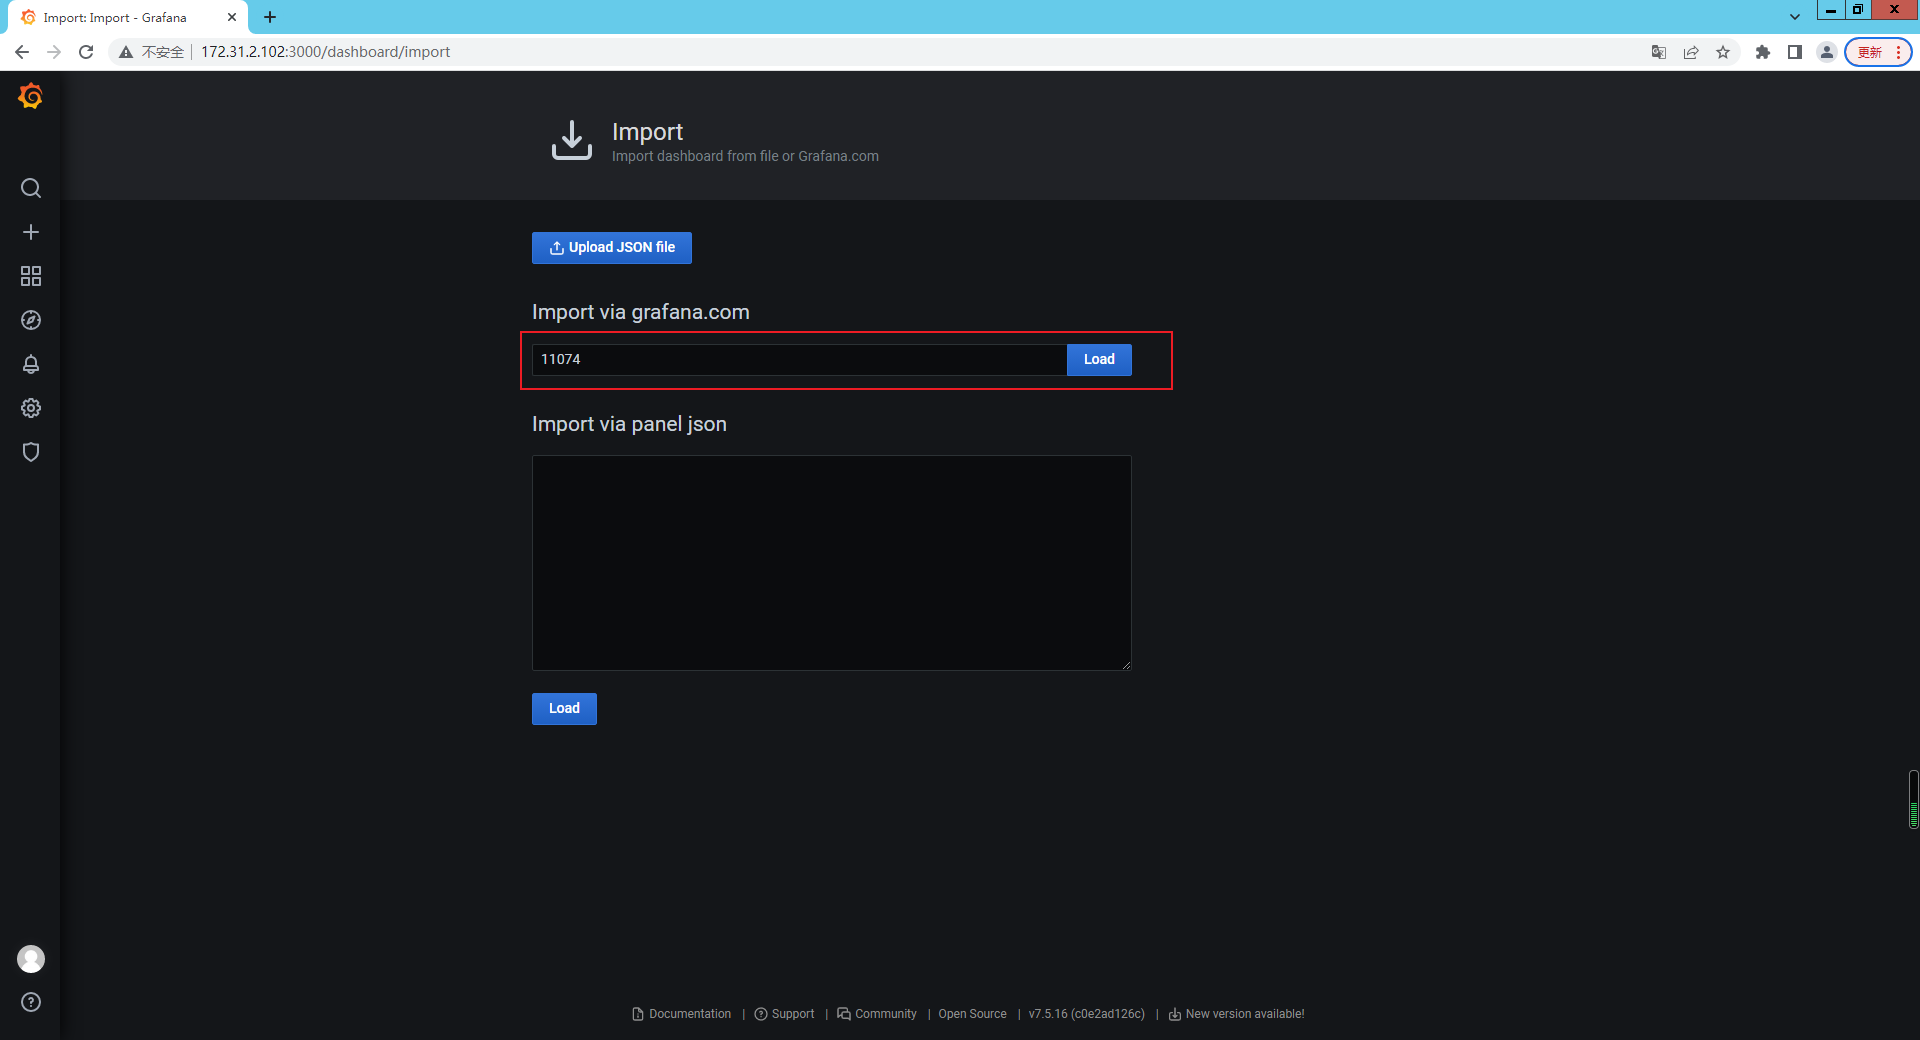 Import: Import - Grafana
不安全 172.31.2.102:3000/dashboard/import
更新
Import
Import dashboard from file or Grafana.com
Upload JSON file
Import via grafana.com
11074 Load
Import via panel json
Load
Documentation | Support | Community | Open Source | v7.5.16 (c0e2ad126c) | New version available!